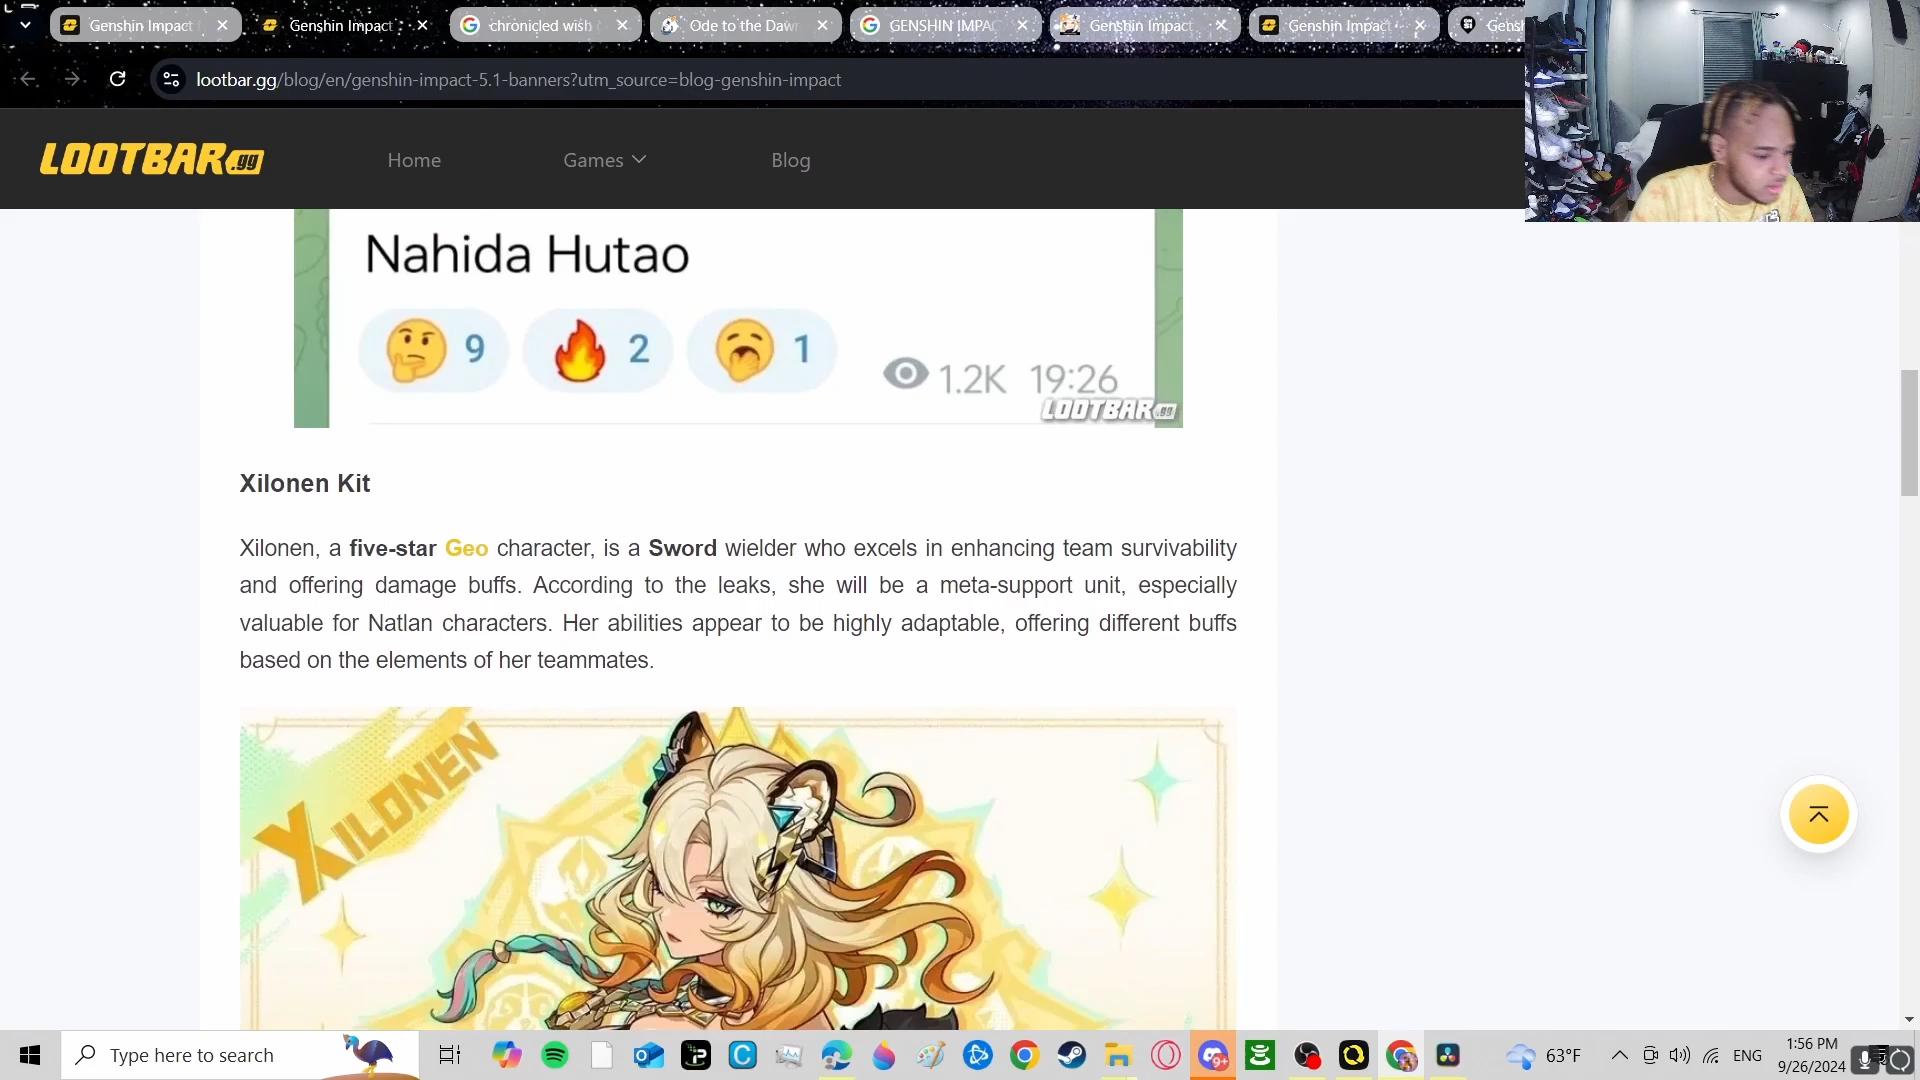 Genshin Impact
Genshin Impact
chronicled wish
Ode to the Daw
GENSHIN IMPA
Genshin Impact
Genshin Impact
Gensh
lootbar.gg/blog/en/genshin-impact-5.1-banners?utm_source=blog-genshin-impact
LOOTBAR.gg
Home
Games
Blog
Nahida Hutao
9
2
1
1.2K 19:26
LOOTBAR.gg
Xilonen Kit
Xilonen, a five-star Geo character, is a Sword wielder who excels in enhancing team survivability
and offering damage buffs. According to the leaks, she will be a meta-support unit, especially
valuable for Natlan characters. Her abilities appear to be highly adaptable, offering different buffs
based on the elements of her teammates.
XILONEN
Type here to search
9+
63°F
ENG
1:56 PM
9/26/2024